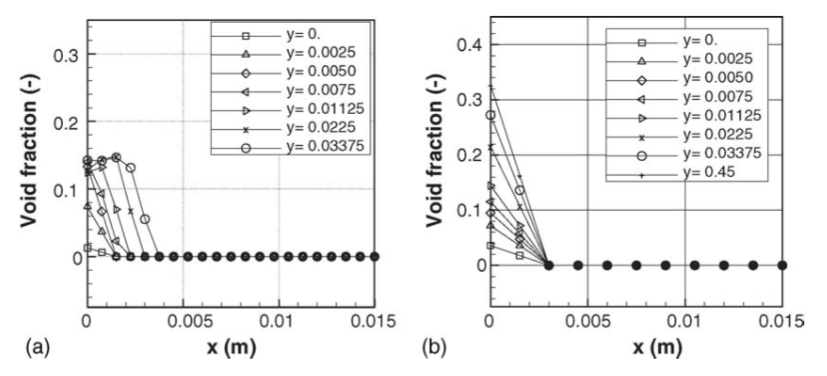 Void fraction (-)
0.3
0.2
0.1
0
y= 0.
y= 0.0025
y= 0.0050
y= 0.0075
y= 0.01125
y= 0.0225
y= 0.03375
0 0.005 0.01 0.015
(a) x (m)
Void fraction (-)
0.4
0.3
0.2
0.1
0
y= 0.
y= 0.0025
y= 0.0050
y= 0.0075
y= 0.01125
y= 0.0225
y= 0.03375
y= 0.45
0 0.005 0.01 0.015
(b) x (m)